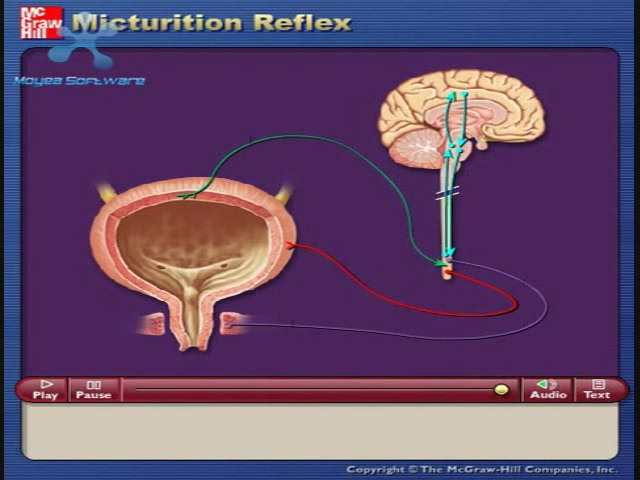 Mc
Graw
Hill
Micturition Reflex
Moyea Software
Play
Pause
Audio
Text
Copyright © The McGraw-Hill Companies, Inc.